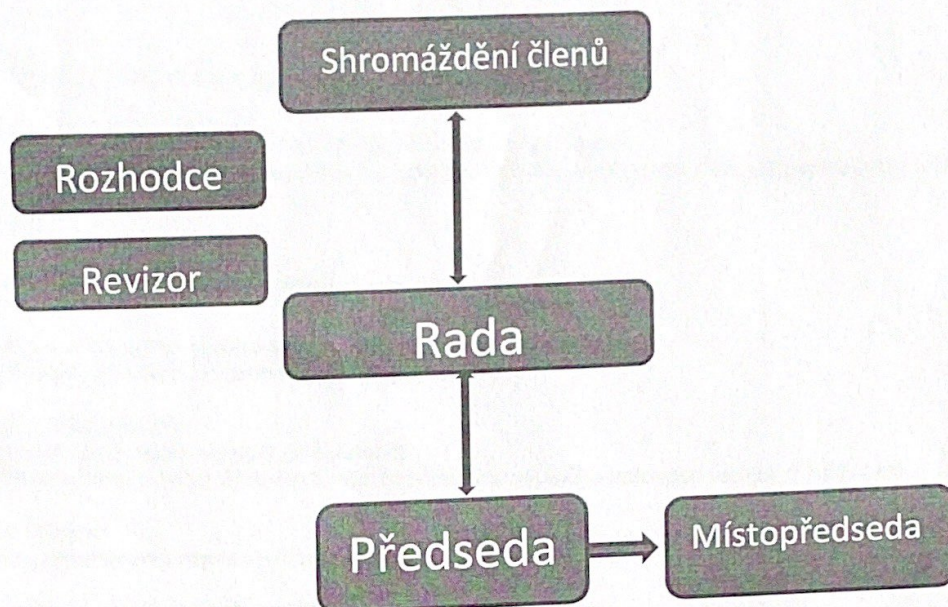 Shromáždění členů
Rozhodce
Revizor
Rada
Předseda
Místopředseda